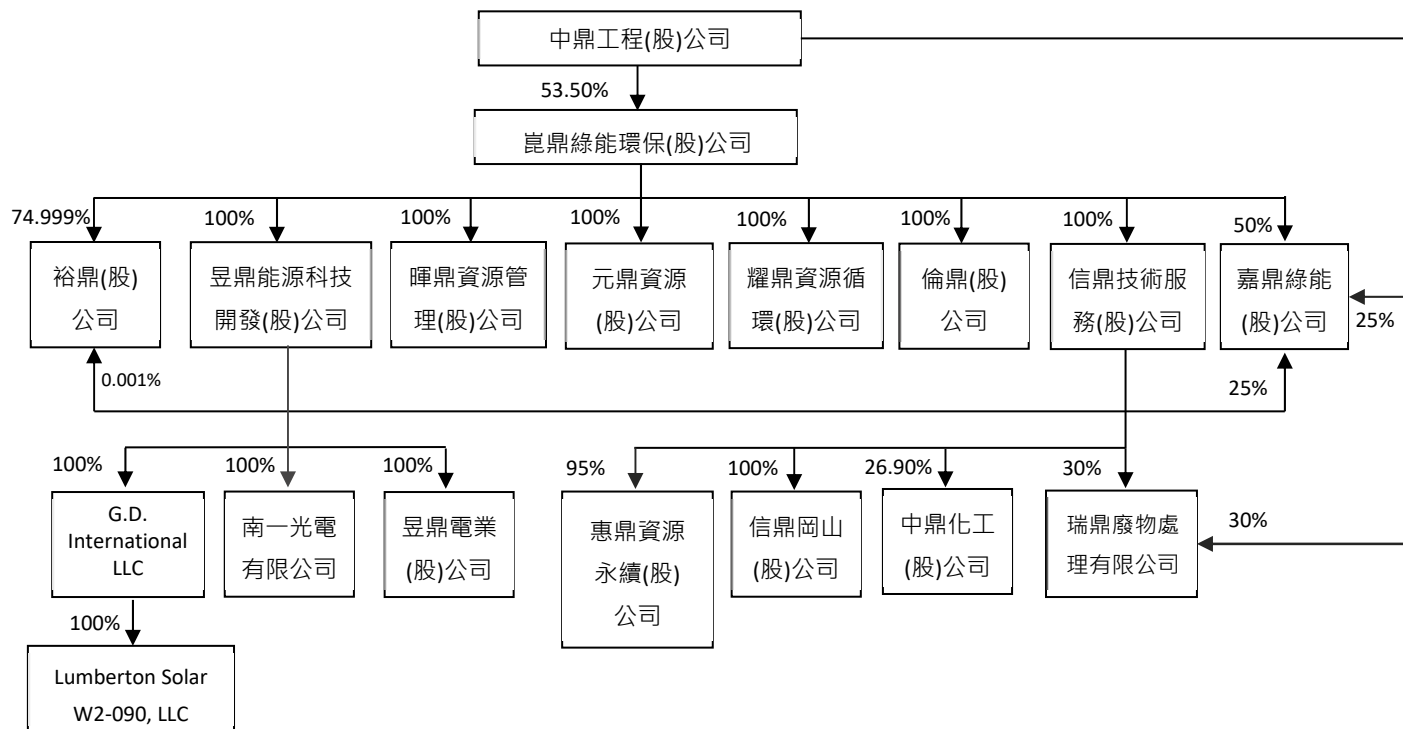 中鼎工程(股)公司
53.50%
崑鼎綠能環保(股)公司
74.999%
100%
100%
100%
100%
100%
100%
50%
裕鼎(股)
公司
昱鼎能源科技
開發(股)公司
暉鼎資源管
理(股)公司
元鼎資源
(股)公司
耀鼎資源循
環(股)公司
倫鼎(股)
公司
信鼎技術服
務(股)公司
嘉鼎綠能
(股)公司
25%
0.001%
25%
100%
100%
100%
95%
100%
26.90%
30%
G.D.
International
LLC
南一光電
有限公司
昱鼎電業
(股)公司
惠鼎資源
永續(股)
公司
信鼎岡山
(股)公司
中鼎化工
(股)公司
瑞鼎廢物處
理有限公司
30%
100%
Lumberton Solar
W2-090, LLC